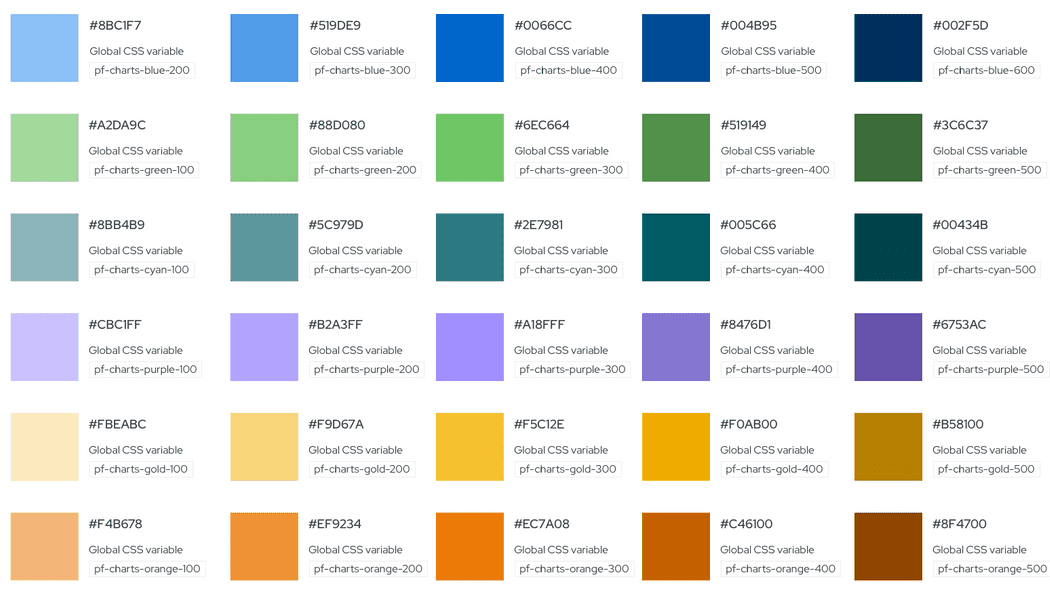 #8BC1F7
Global CSS variable
pf-charts-blue-200
#519DE9
Global CSS variable
pf-charts-blue-300
#0066CC
Global CSS variable
pf-charts-blue-400
#004B95
Global CSS variable
pf-charts-blue-500
#002F5D
Global CSS variable
pf-charts-blue-600
#A2DA9C
Global CSS variable
pf-charts-green-100
#88D080
Global CSS variable
pf-charts-green-200
#6EC664
Global CSS variable
pf-charts-green-300
#519149
Global CSS variable
pf-charts-green-400
#3C6C37
Global CSS variable
pf-charts-green-500
#8BB4B9
Global CSS variable
pf-charts-cyan-100
#5C979D
Global CSS variable
pf-charts-cyan-200
#2E7981
Global CSS variable
pf-charts-cyan-300
#005C66
Global CSS variable
pf-charts-cyan-400
#00434B
Global CSS variable
pf-charts-cyan-500
#CBC1FF
Global CSS variable
pf-charts-purple-100
#B2A3FF
Global CSS variable
pf-charts-purple-200
#A18FFF
Global CSS variable
pf-charts-purple-300
#8476D1
Global CSS variable
pf-charts-purple-400
#6753AC
Global CSS variable
pf-charts-purple-500
#FBEABC
Global CSS variable
pf-charts-gold-100
#F9D67A
Global CSS variable
pf-charts-gold-200
#F5C12E
Global CSS variable
pf-charts-gold-300
#F0AB00
Global CSS variable
pf-charts-gold-400
#B58100
Global CSS variable
pf-charts-gold-500
#F4B678
Global CSS variable
pf-charts-orange-100
#EF9234
Global CSS variable
pf-charts-orange-200
#EC7A08
Global CSS variable
pf-charts-orange-300
#C46100
Global CSS variable
pf-charts-orange-400
#8F4700
Global CSS variable
pf-charts-orange-500